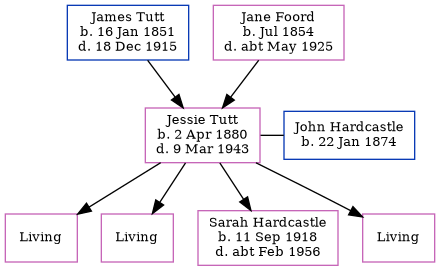 James Tutt
b. 16 Jan 1851
d. 18 Dec 1915
Jane Foord
b. Jul 1854
d. abt May 1925
Jessie Tutt
b. 2 Apr 1880
d. 9 Mar 1943
John Hardcastle
b. 22 Jan 1874
Living
Living
Sarah Hardcastle
b. 11 Sep 1918
d. abt Feb 1956
Living